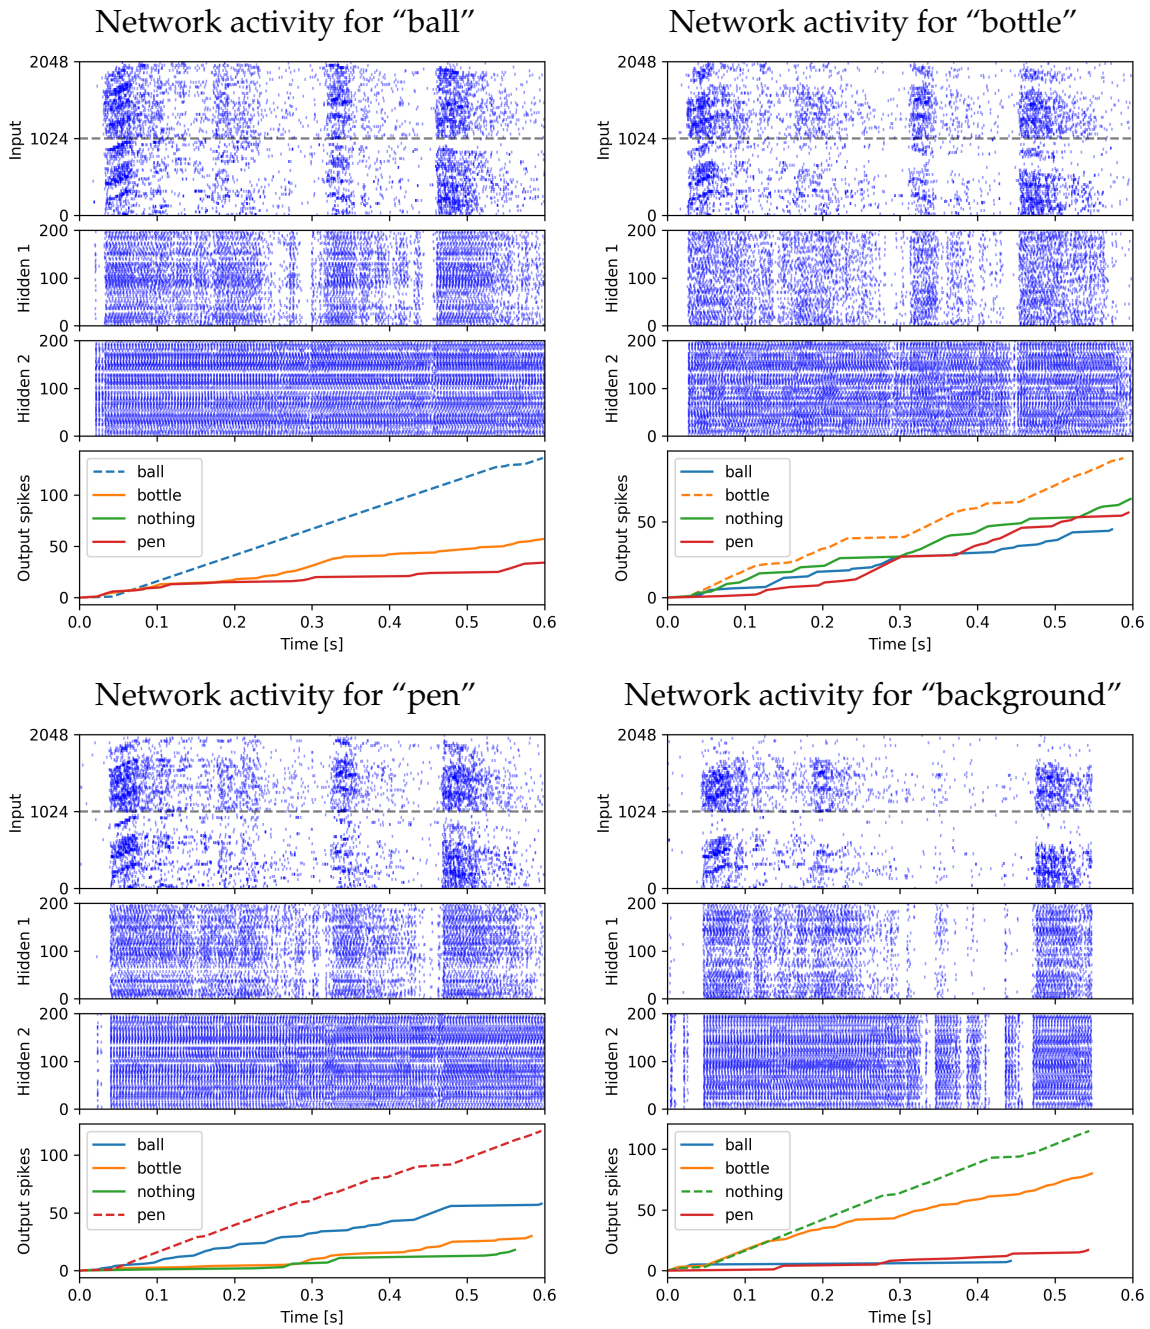 Network activity for “ball”
2048
1024
0
Input
200
100
0
Hidden 1
200
100
0
Hidden 2
100
50
0
Output spikes
ball
bottle
nothing
pen
0.0 0.1 0.2 0.3 0.4 0.5 0.6
Time [s]
Network activity for “bottle”
2048
1024
0
Input
200
100
0
Hidden 1
200
100
0
Hidden 2
50
0
Output spikes
ball
bottle
nothing
pen
0.0 0.1 0.2 0.3 0.4 0.5 0.6
Time [s]
Network activity for “pen”
2048
1024
0
Input
200
100
0
Hidden 1
200
100
0
Hidden 2
100
50
0
Output spikes
ball
bottle
nothing
pen
0.0 0.1 0.2 0.3 0.4 0.5 0.6
Time [s]
Network activity for “background”
2048
1024
0
Input
200
100
0
Hidden 1
200
100
0
Hidden 2
100
50
0
Output spikes
ball
bottle
nothing
pen
0.0 0.1 0.2 0.3 0.4 0.5 0.6
Time [s]